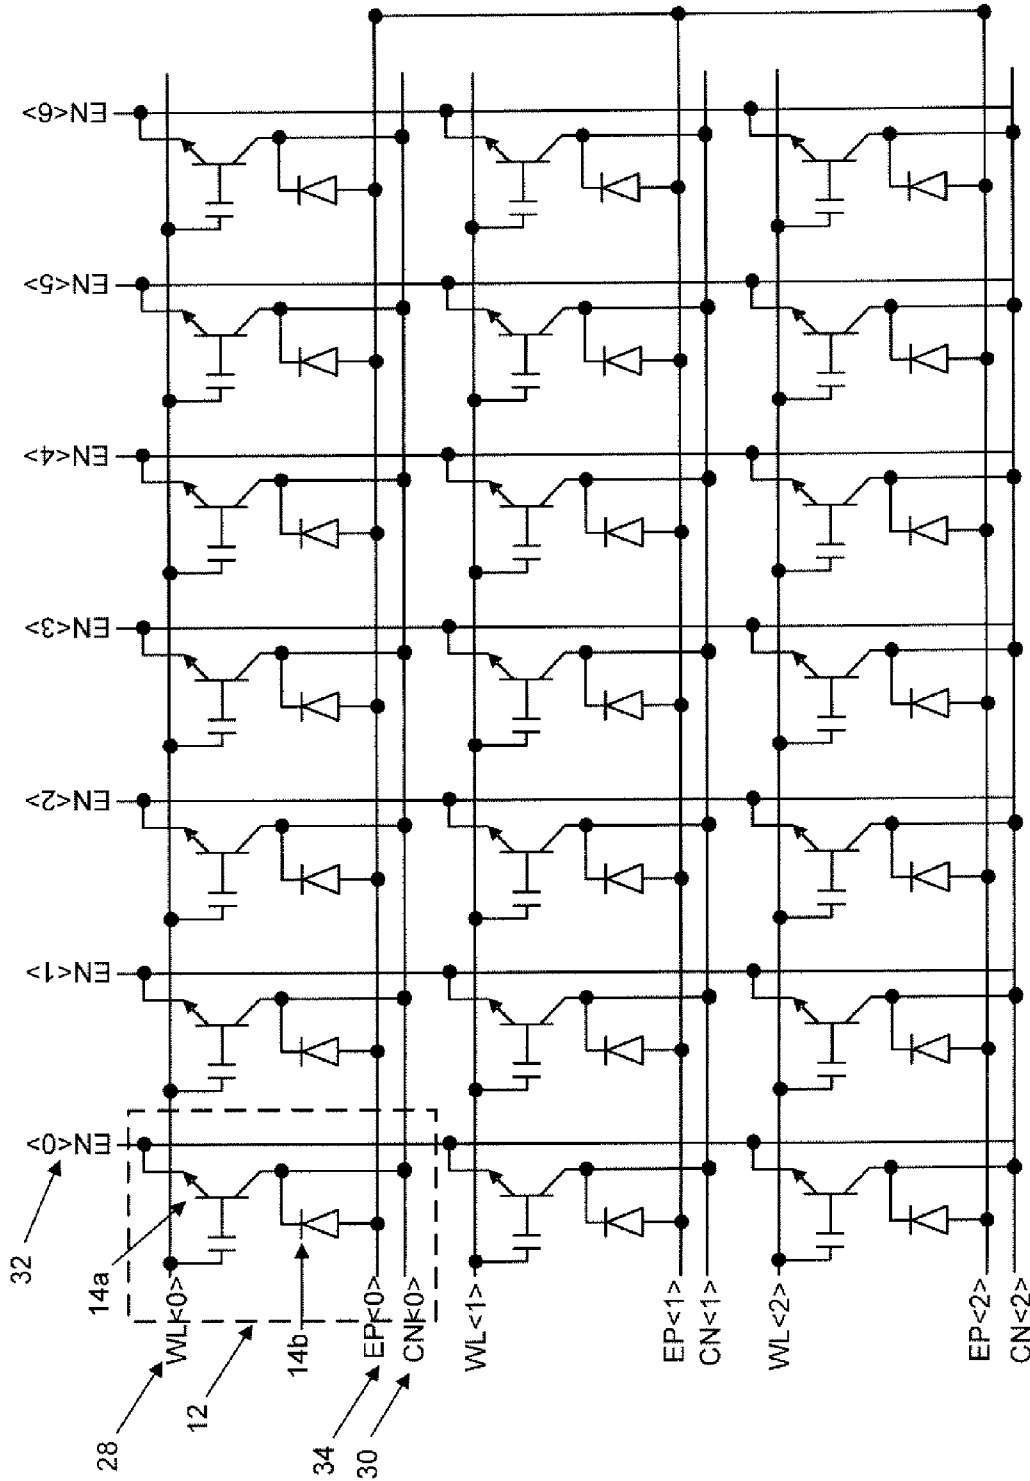 EN<6>
EN<5>
EN<4>
EN<3>
EN<2>
EN<1>
EN<0>
32
14a
28
WL<0>
12
14b
34
EP<0>
30
CN<0>
WL<1>
EP<1>
CN<1>
WL<2>
EP<2>
CN<2>